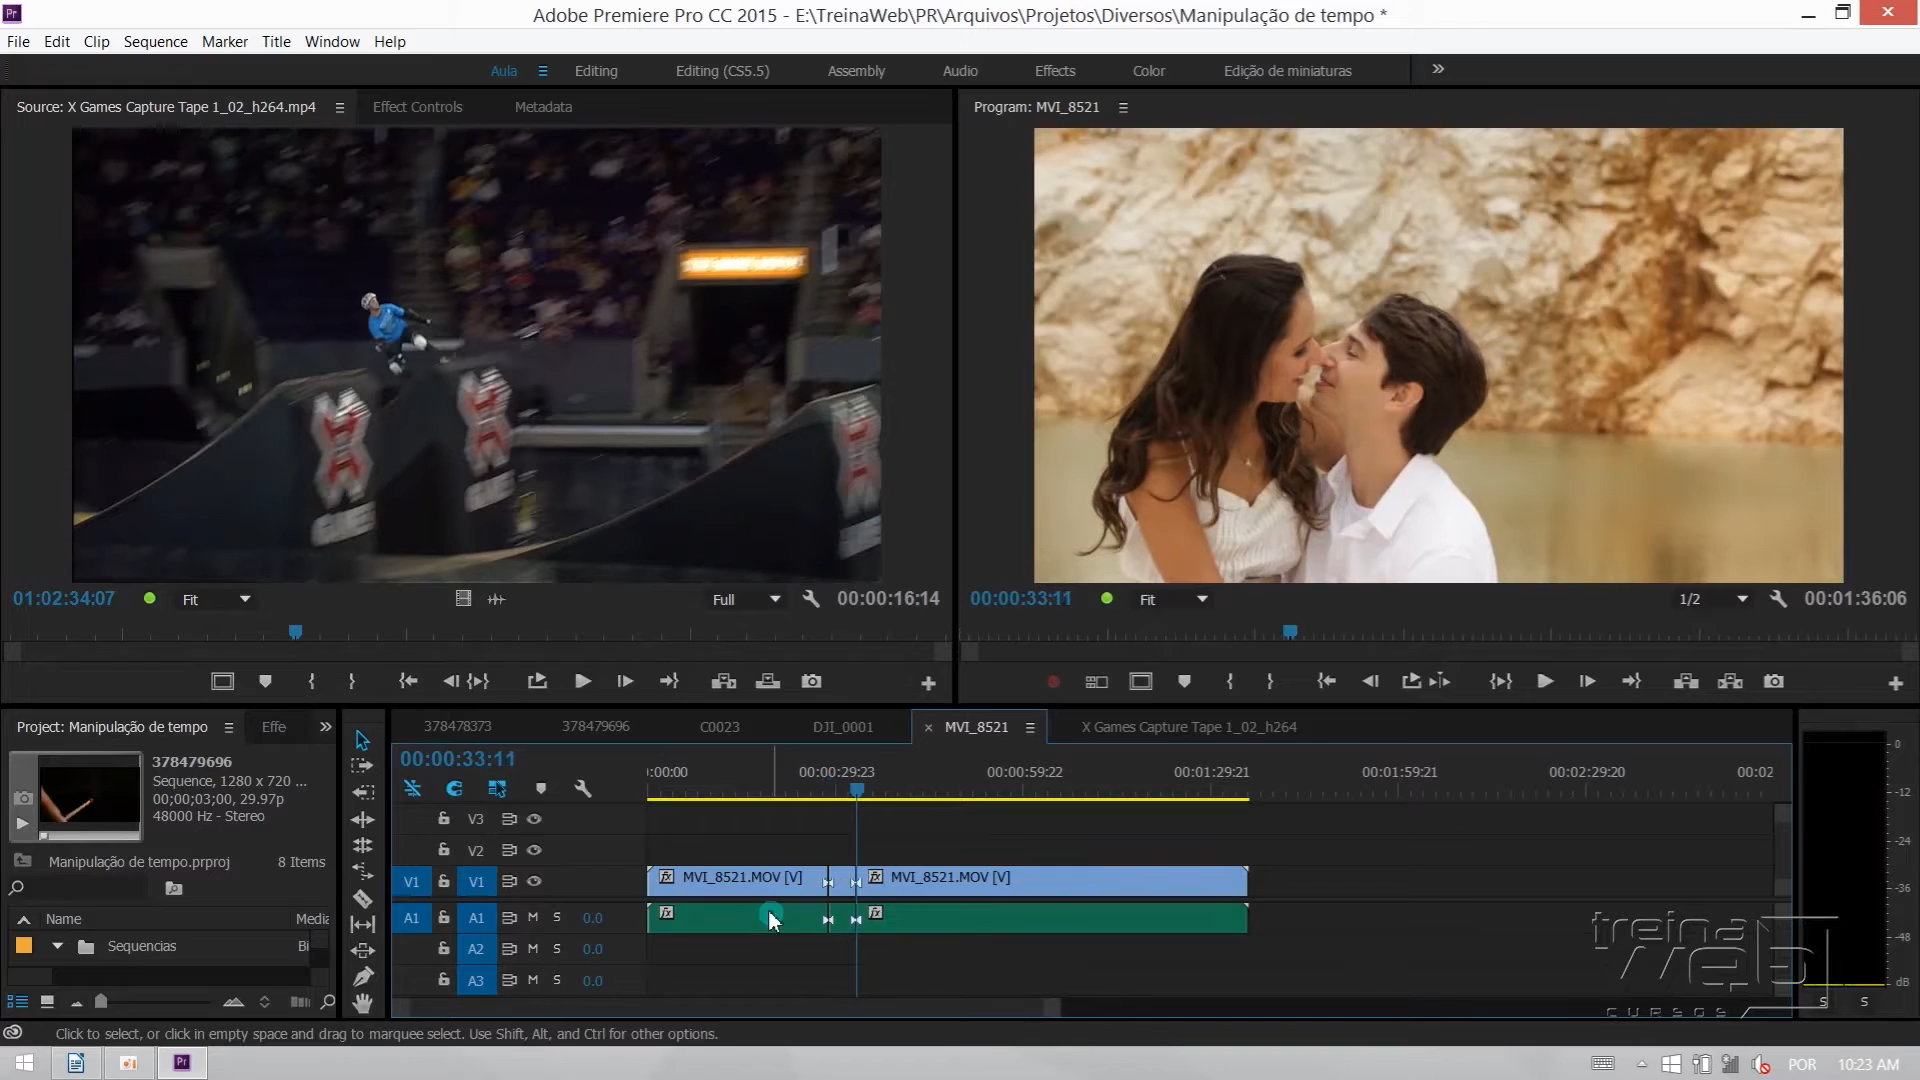 Adobe Premiere Pro CC 2015 - E:\TreinaWeb\PR\Arquivos\Projetos\Diversos\Manipulação de tempo *
File Edit Clip Sequence Marker Title Window Help
Aula Editing Editing (CS5.5) Assembly Audio Effects Color Edição de miniaturas
Source: X Games Capture Tape 1_02_h264.mp4 Effect Controls Metadata
Program: MVI_8521
01:02:34:07 Fit Full 00:00:16:14
00:00:33:11 Fit 1/2 00:01:36:06
Project: Manipulação de tempo Effe
378479696
Sequence, 1280 x 720 ...
00;00;03;00, 29.97p
48000 Hz - Stereo
Manipulação de tempo.prproj 8 Items
Name Media
Sequencias Bi
378478373 378479696 C0023 DJI_0001 MVI_8521 X Games Capture Tape 1_02_h264
00:00:33:11
:00:00 00:00:29:23 00:00:59:22 00:01:29:21 00:01:59:21 00:02:29:20 00:02
V3
V2
V1 V1 MVI_8521.MOV [V] MVI_8521.MOV [V]
A1 A1 M S 0.0
A2 M S 0.0
A3 M S 0.0
0
-12
-24
-36
-48
dB
S S
treina
web
cursos
Click to select, or click in empty space and drag to marquee select. Use Shift, Alt, and Ctrl for other options.
POR 10:23 AM